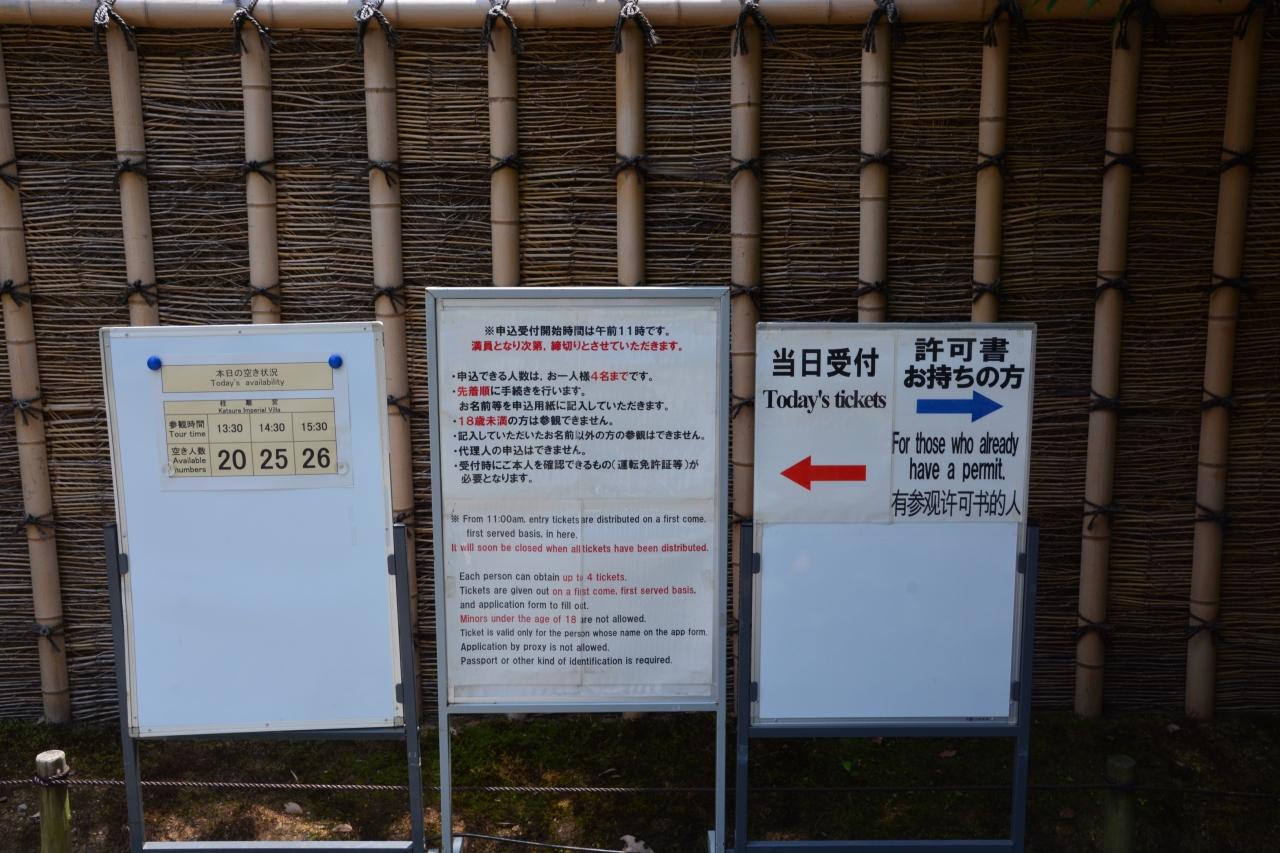 本日の空き状況
Today's availability
桂 離 宮
Katsura Imperial Villa
参観時間 13:30 14:30 15:30
Tour time
空き人数 20 25 26
Available
numbers
※申込受付開始時間は午前11時です。
満員となり次第、締切りとさせていただきます。
・申込できる人数は、お一人様4名までです。
・先着順に手続きを行います。
お名前等を申込用紙に記入していただきます。
・18歳未満の方は参観できません。
・記入していただいたお名前以外の方の参観はできません。
・代理人の申込はできません。
・受付時にご本人を確認できるもの（運転免許証等）が
必要となります。
※ From 11:00am, entry tickets are distributed on a first come,
first served basis, in here.
It will soon be closed when all tickets have been distributed.
Each person can obtain up to 4 tickets.
Tickets are given out on a first come, first served basis,
and application form to fill out.
Minors under the age of 18 are not allowed.
Ticket is valid only for the person whose name on the app form.
Application by proxy is not allowed.
Passport or other kind of identification is required.
当日受付
Today's tickets
許可書
お持ちの方
For those who already
have a permit.
有参观许可书的人